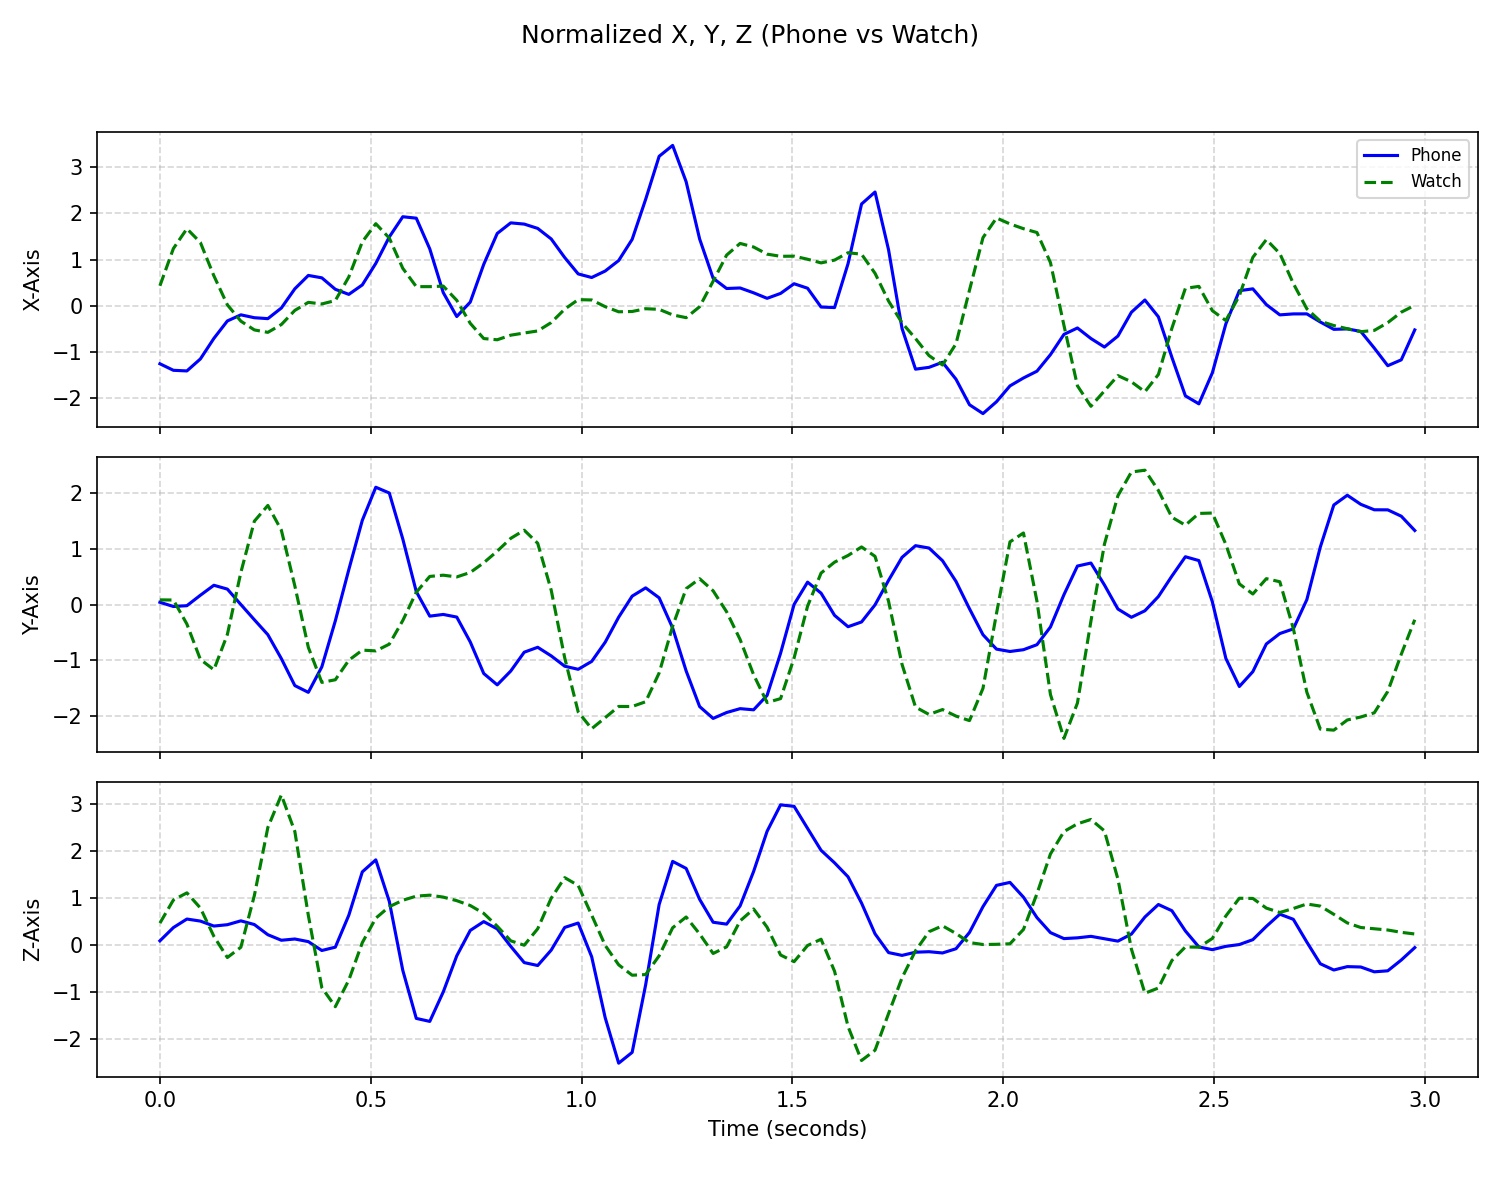 Normalized X, Y, Z (Phone vs Watch)
Phone
Watch
X-Axis
3
2
1
0
−1
−2
Y-Axis
2
1
0
−1
−2
Z-Axis
3
2
1
0
−1
−2
0.0 0.5 1.0 1.5 2.0 2.5 3.0
Time (seconds)